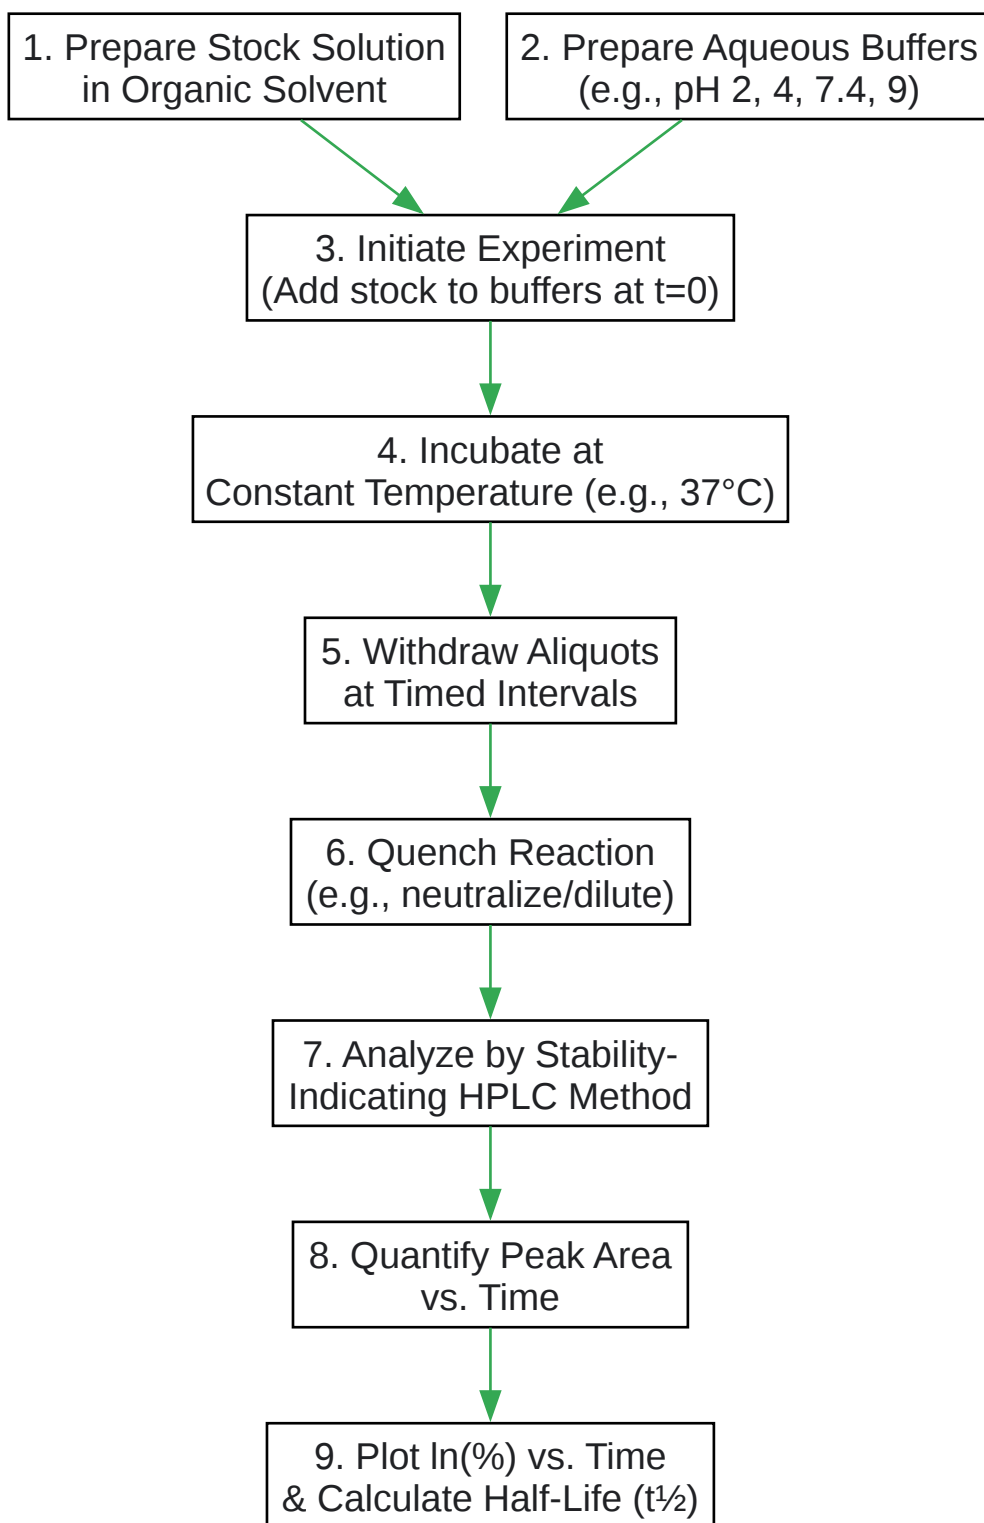 1. Prepare Stock Solution
in Organic Solvent
2. Prepare Aqueous Buffers
(e.g., pH 2, 4, 7.4, 9)
3. Initiate Experiment
(Add stock to buffers at t=0)
4. Incubate at
Constant Temperature (e.g., 37°C)
5. Withdraw Aliquots
at Timed Intervals
6. Quench Reaction
(e.g., neutralize/dilute)
7. Analyze by Stability-
Indicating HPLC Method
8. Quantify Peak Area
vs. Time
9. Plot ln(%) vs. Time
& Calculate Half-Life (t½)